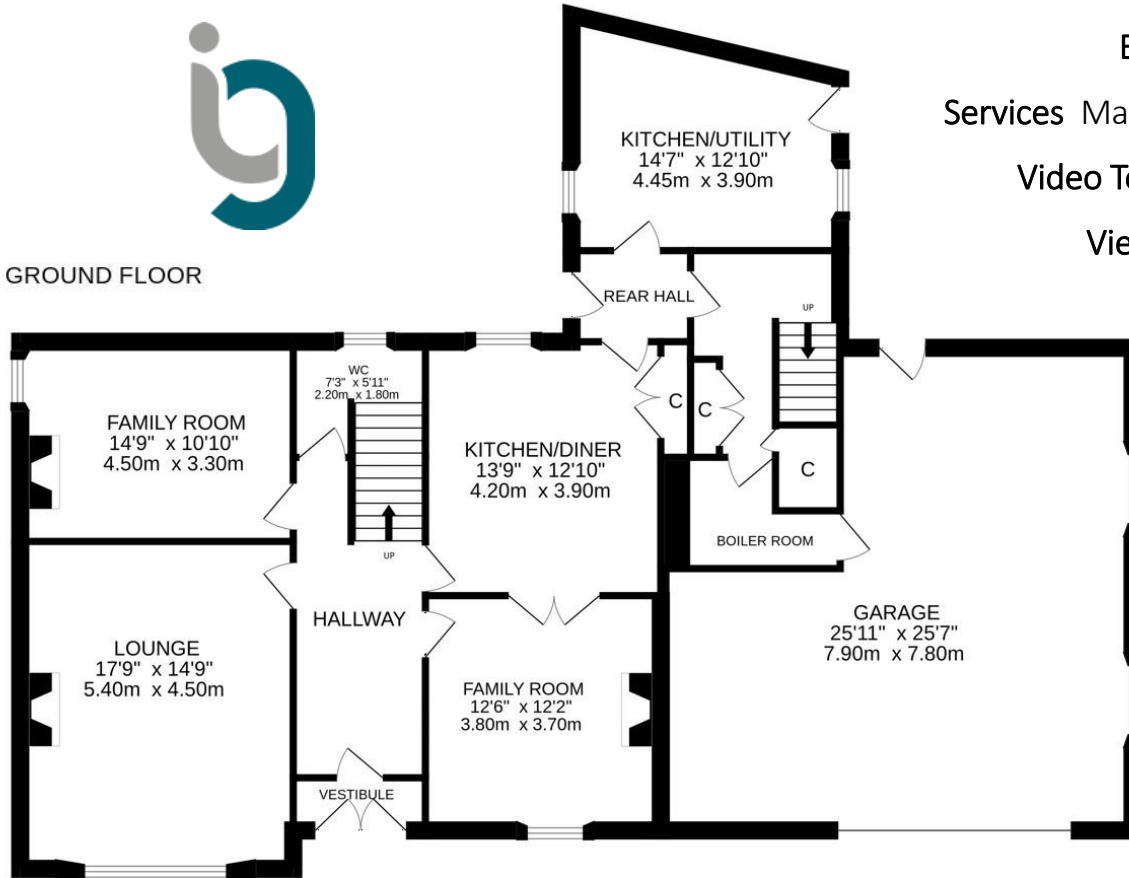 GROUND FLOOR
Services Ma
Video T
Vie
KITCHEN/UTILITY
14'7" x 12'10"
4.45m x 3.90m
REAR HALL
UP
WC
7'3" x 5'11"
2.20m x 1.80m
FAMILY ROOM
14'9" x 10'10"
4.50m x 3.30m
KITCHEN/DINER
13'9" x 12'10"
4.20m x 3.90m
C
C
C
UP
BOILER ROOM
HALLWAY
LOUNGE
17'9" x 14'9"
5.40m x 4.50m
FAMILY ROOM
12'6" x 12'2"
3.80m x 3.70m
GARAGE
25'11" x 25'7"
7.90m x 7.80m
VESTIBULE